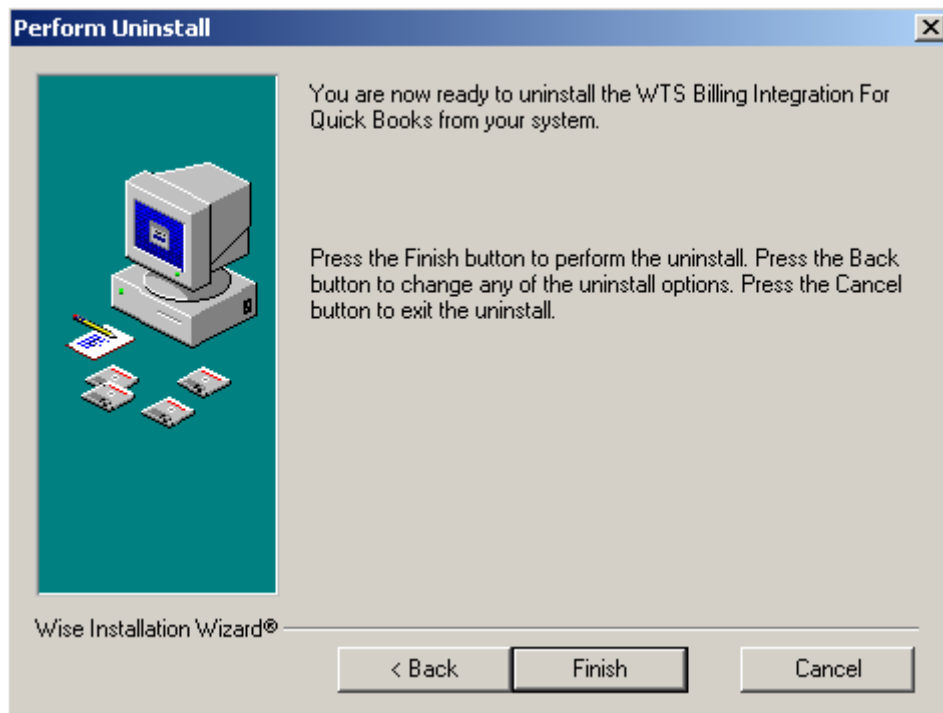 Perform Uninstall
You are now ready to uninstall the WTS Billing Integration For
Quick Books from your system.
Press the Finish button to perform the uninstall. Press the Back
button to change any of the uninstall options. Press the Cancel
button to exit the uninstall.
Wise Installation Wizard®
< Back
Finish
Cancel